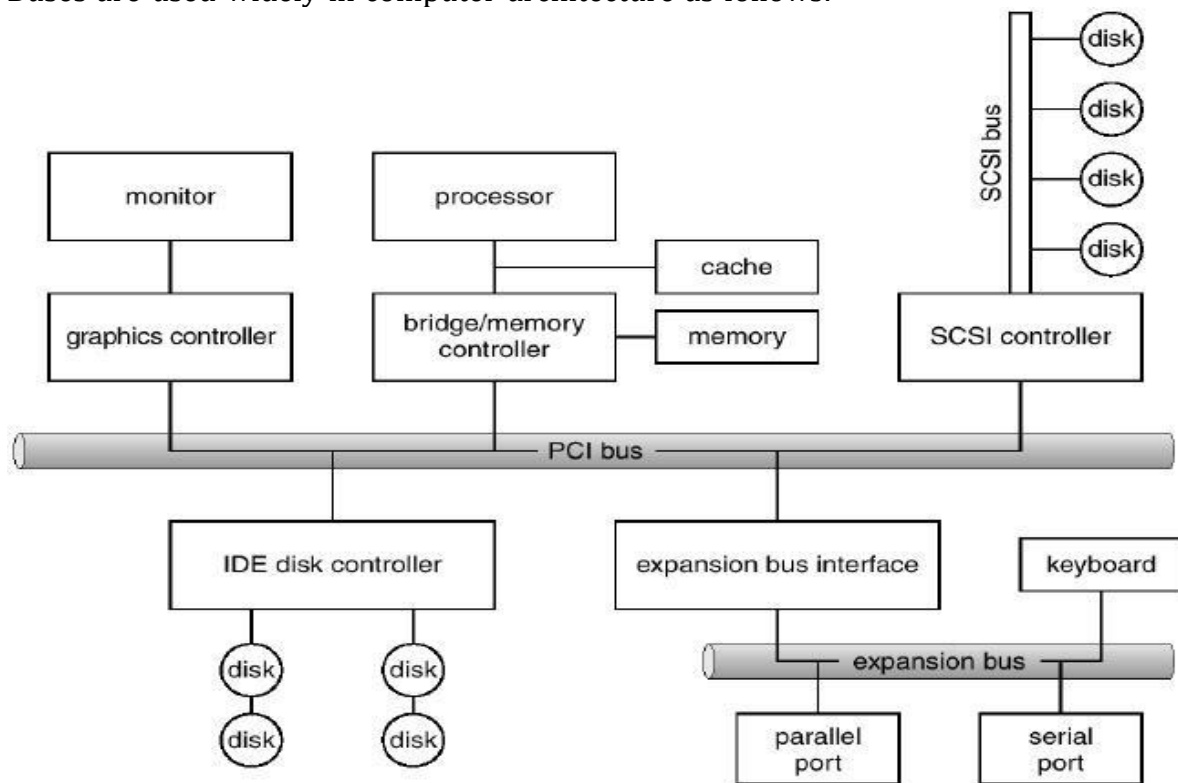 Buses are used widely in computer architecture as follows:
disk
disk
disk
disk
SCSI bus
monitor
processor
cache
graphics controller
bridge/memory
controller
memory
SCSI controller
PCI bus
IDE disk controller
expansion bus interface
keyboard
disk
disk
disk
disk
expansion bus
parallel
port
serial
port